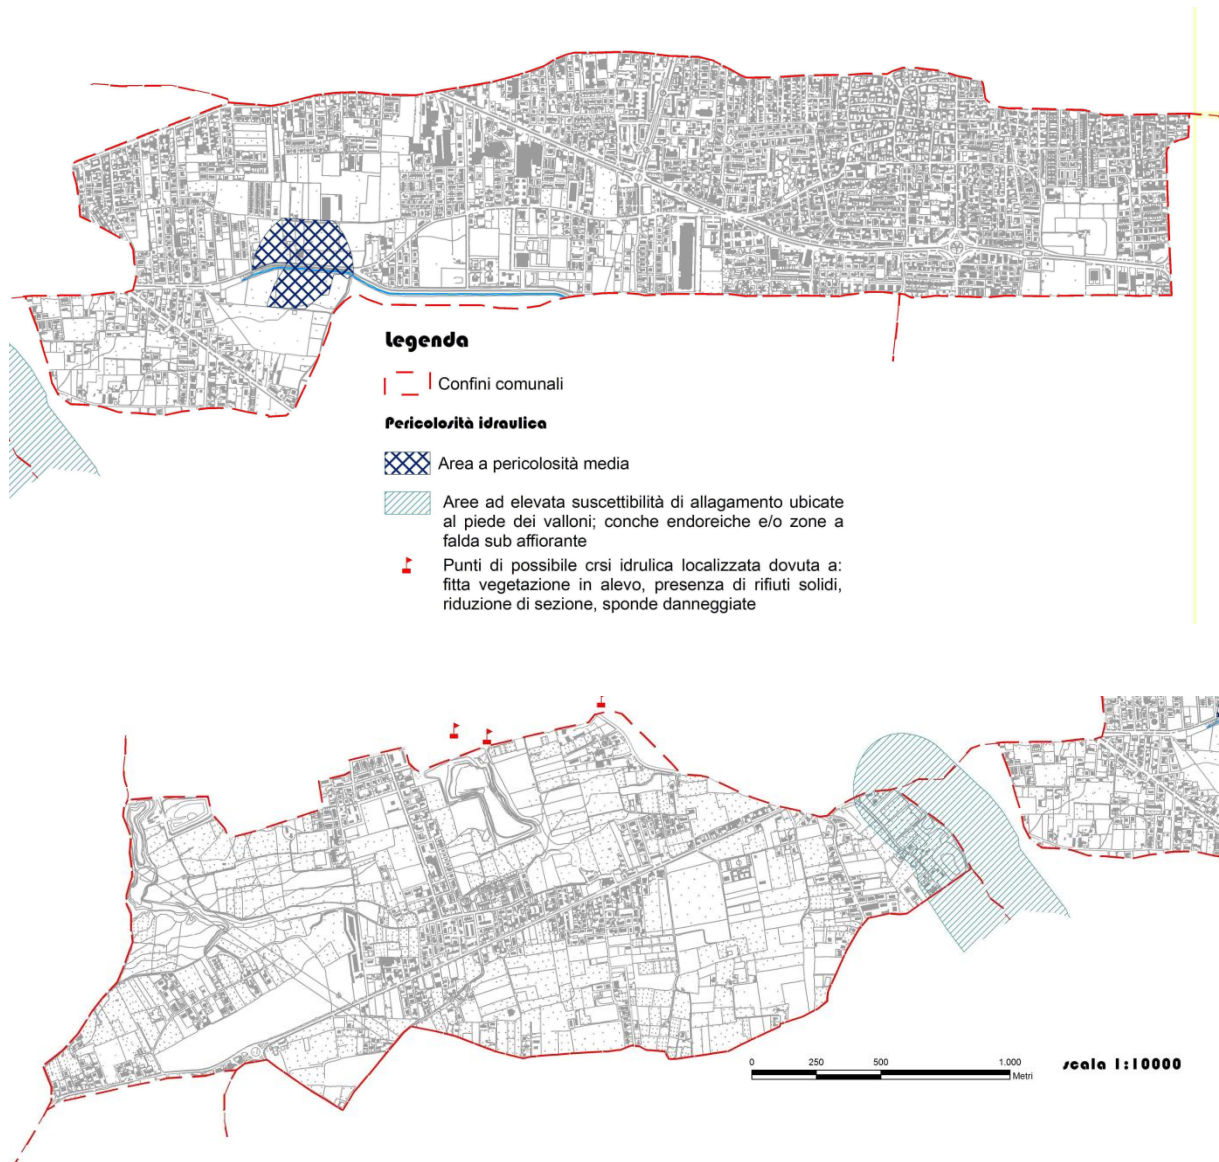 Legenda
Confini comunali
Pericolosità idraulica
Area a pericolosità media
Aree ad elevata suscettibilità di allagamento ubicate
al piede dei valloni; conche endoreiche e/o zone a
falda sub affiorante
Punti di possibile crsi idrulica localizzata dovuta a:
fitta vegetazione in alevo, presenza di rifiuti solidi,
riduzione di sezione, sponde danneggiate
0 250 500 1.000
Metri
scala 1:10000